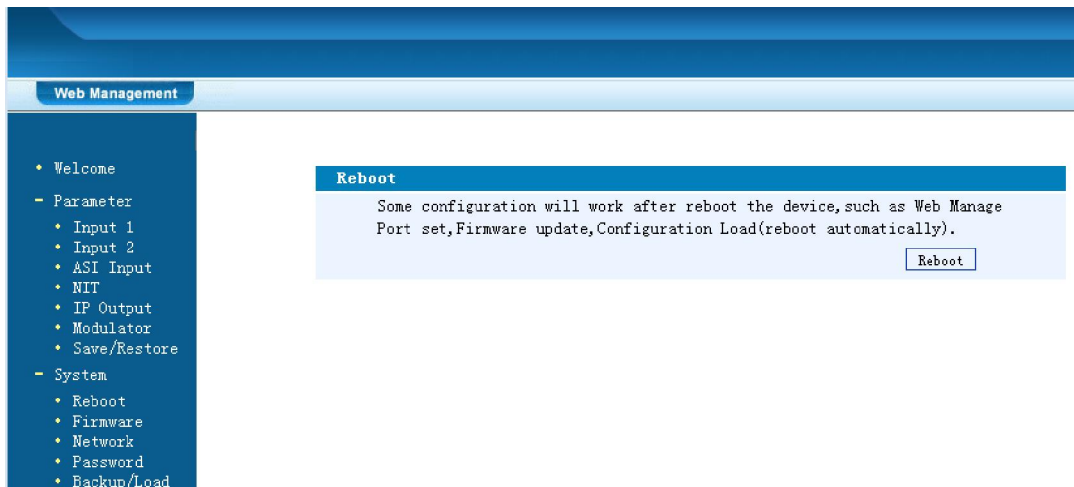 Web Management
Welcome
Parameter
Input 1
Input 2
ASI Input
NIT
IP Output
Modulator
Save/Restore
System
Reboot
Firmware
Network
Password
Backup/Load
Reboot
Some configuration will work after reboot the device,such as Web Manage
Port set,Firmware update,Configuration Load(reboot automatically).
Reboot